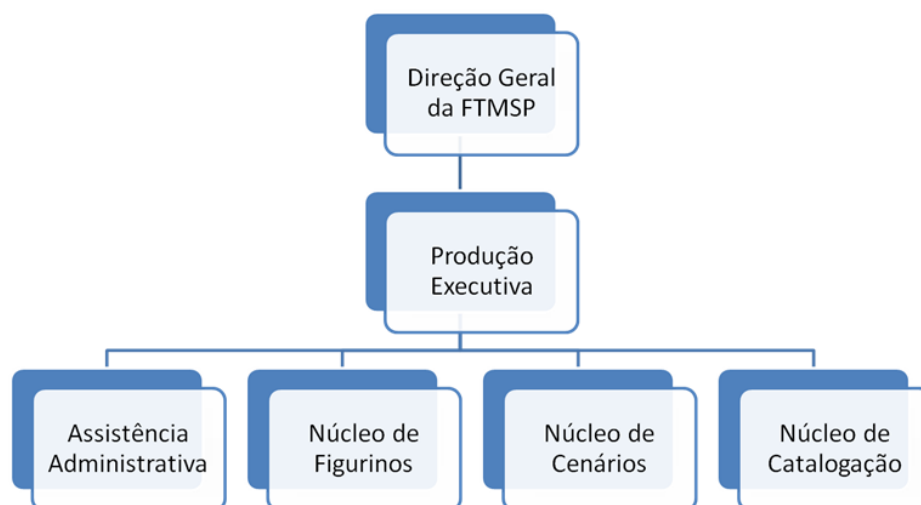 Direção Geral
da FTMSP
Produção
Executiva
Assistência
Administrativa
Núcleo de
Figurinos
Núcleo de
Cenários
Núcleo de
Catalogação